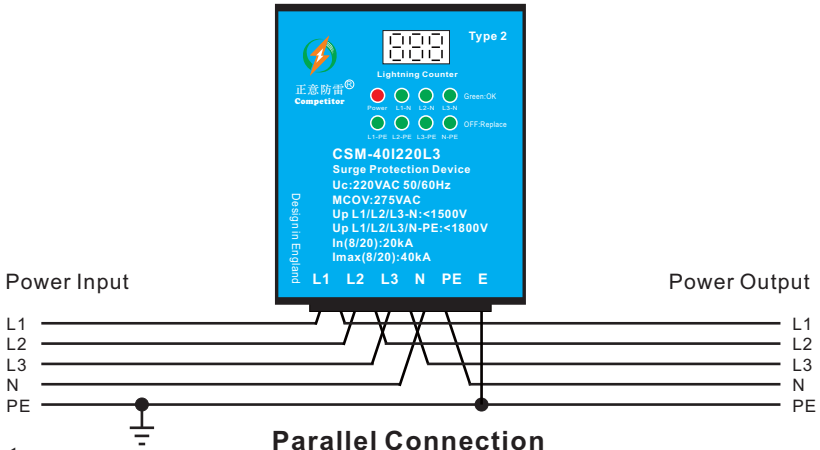 Type 2
Lightning Counter
正意防雷®
Competitor
Green:OK
Power L1-N L2-N L3-N
OFF:Replace
L1-PE L2-PE L3-PE N-PE
CSM-40I220L3
Surge Protection Device
Uc:220VAC 50/60Hz
MCOV:275VAC
Up L1/L2/L3-N:<1500V
Up L1/L2/L3/N-PE:<1800V
In(8/20):20kA
Imax(8/20):40kA
Design in England
L1 L2 L3 N PE E
Power Input
Power Output
L1
L2
L3
N
PE
L1
L2
L3
N
PE
Parallel Connection